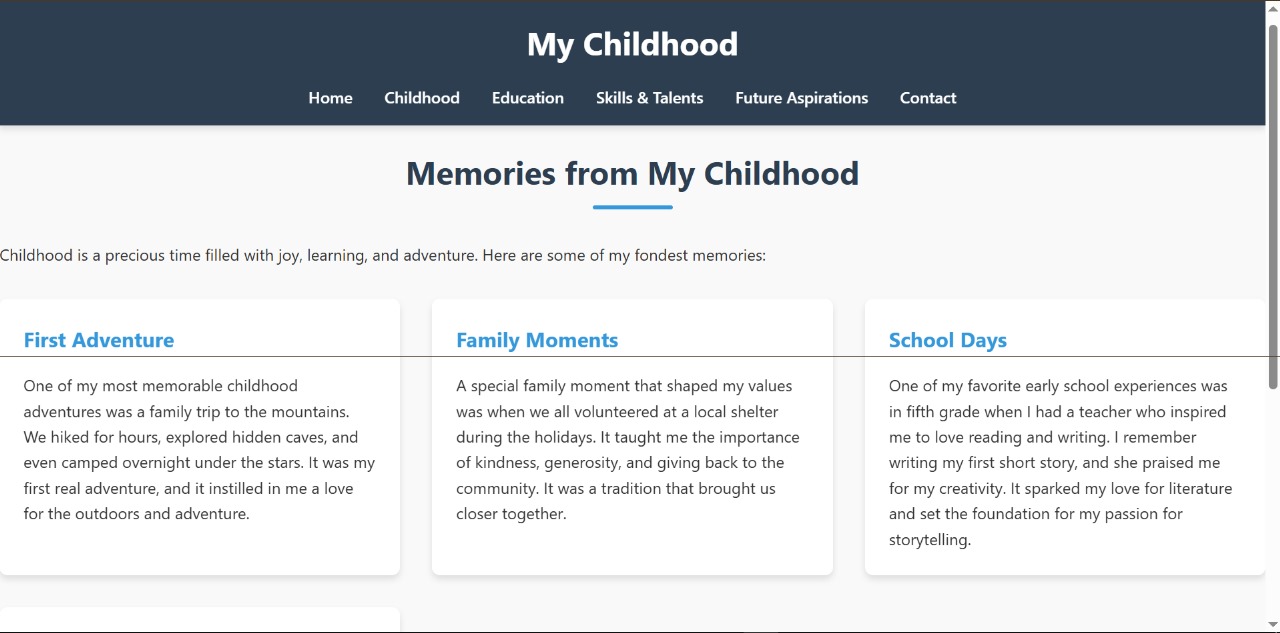 My Childhood
Home Childhood Education Skills & Talents Future Aspirations Contact
Memories from My Childhood
Childhood is a precious time filled with joy, learning, and adventure. Here are some of my fondest memories:
First Adventure
One of my most memorable childhood
adventures was a family trip to the mountains.
We hiked for hours, explored hidden caves, and
even camped overnight under the stars. It was my
first real adventure, and it instilled in me a love
for the outdoors and adventure.
Family Moments
A special family moment that shaped my values
was when we all volunteered at a local shelter
during the holidays. It taught me the importance
of kindness, generosity, and giving back to the
community. It was a tradition that brought us
closer together.
School Days
One of my favorite early school experiences was
in fifth grade when I had a teacher who inspired
me to love reading and writing. I remember
writing my first short story, and she praised me
for my creativity. It sparked my love for literature
and set the foundation for my passion for
storytelling.